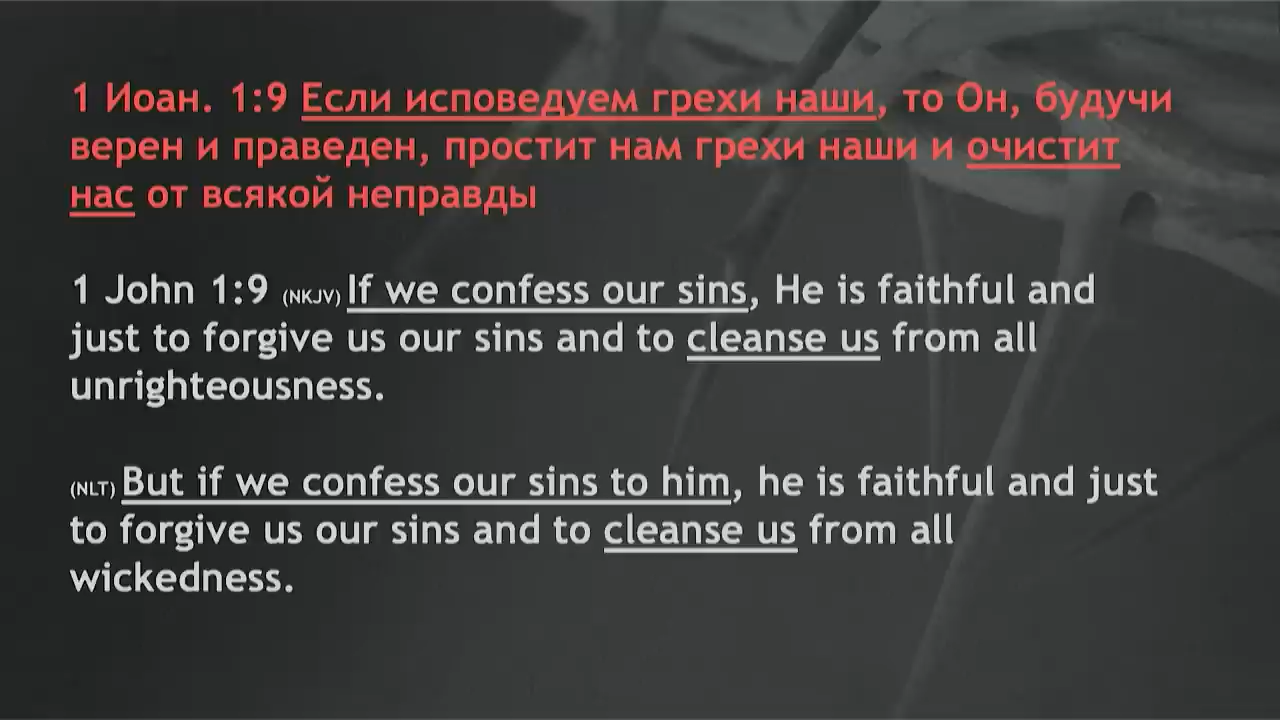 1 Иоан. 1:9 Если исповедуем грехи наши, то Он, будучи
верен и праведен, простит нам грехи наши и очистит
нас от всякой неправды
1 John 1:9 (NKJV) If we confess our sins, He is faithful and
just to forgive us our sins and to cleanse us from all
unrighteousness.
(NLT) But if we confess our sins to him, he is faithful and just
to forgive us our sins and to cleanse us from all
wickedness.